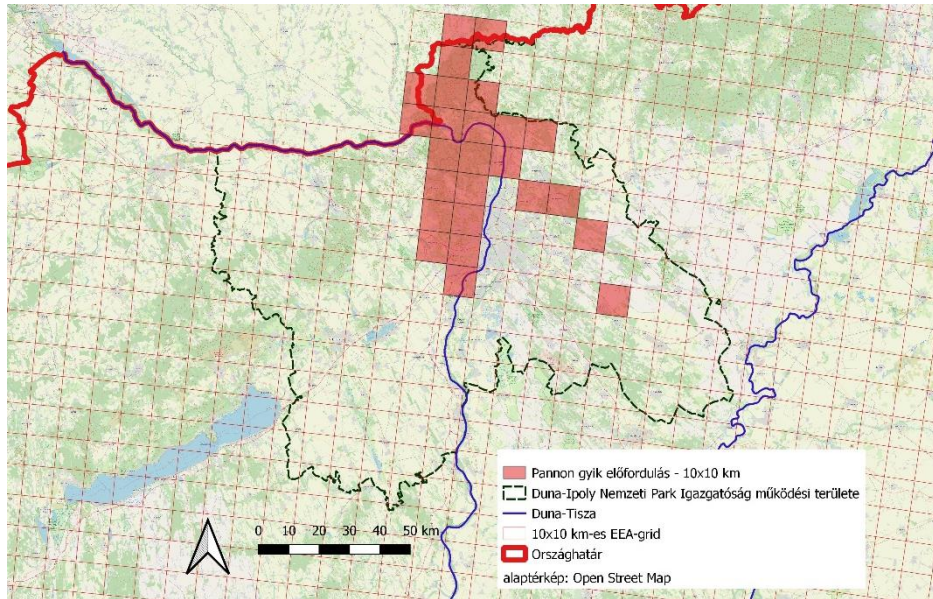 Pannon gyik előfordulás - 10x10 km
Duna-Ipoly Nemzeti Park Igazgatóság működési területe
Duna-Tisza
10x10 km-es EEA-grid
Országhatár
alaptérkép: Open Street Map
0 10 20 30 40 50 km